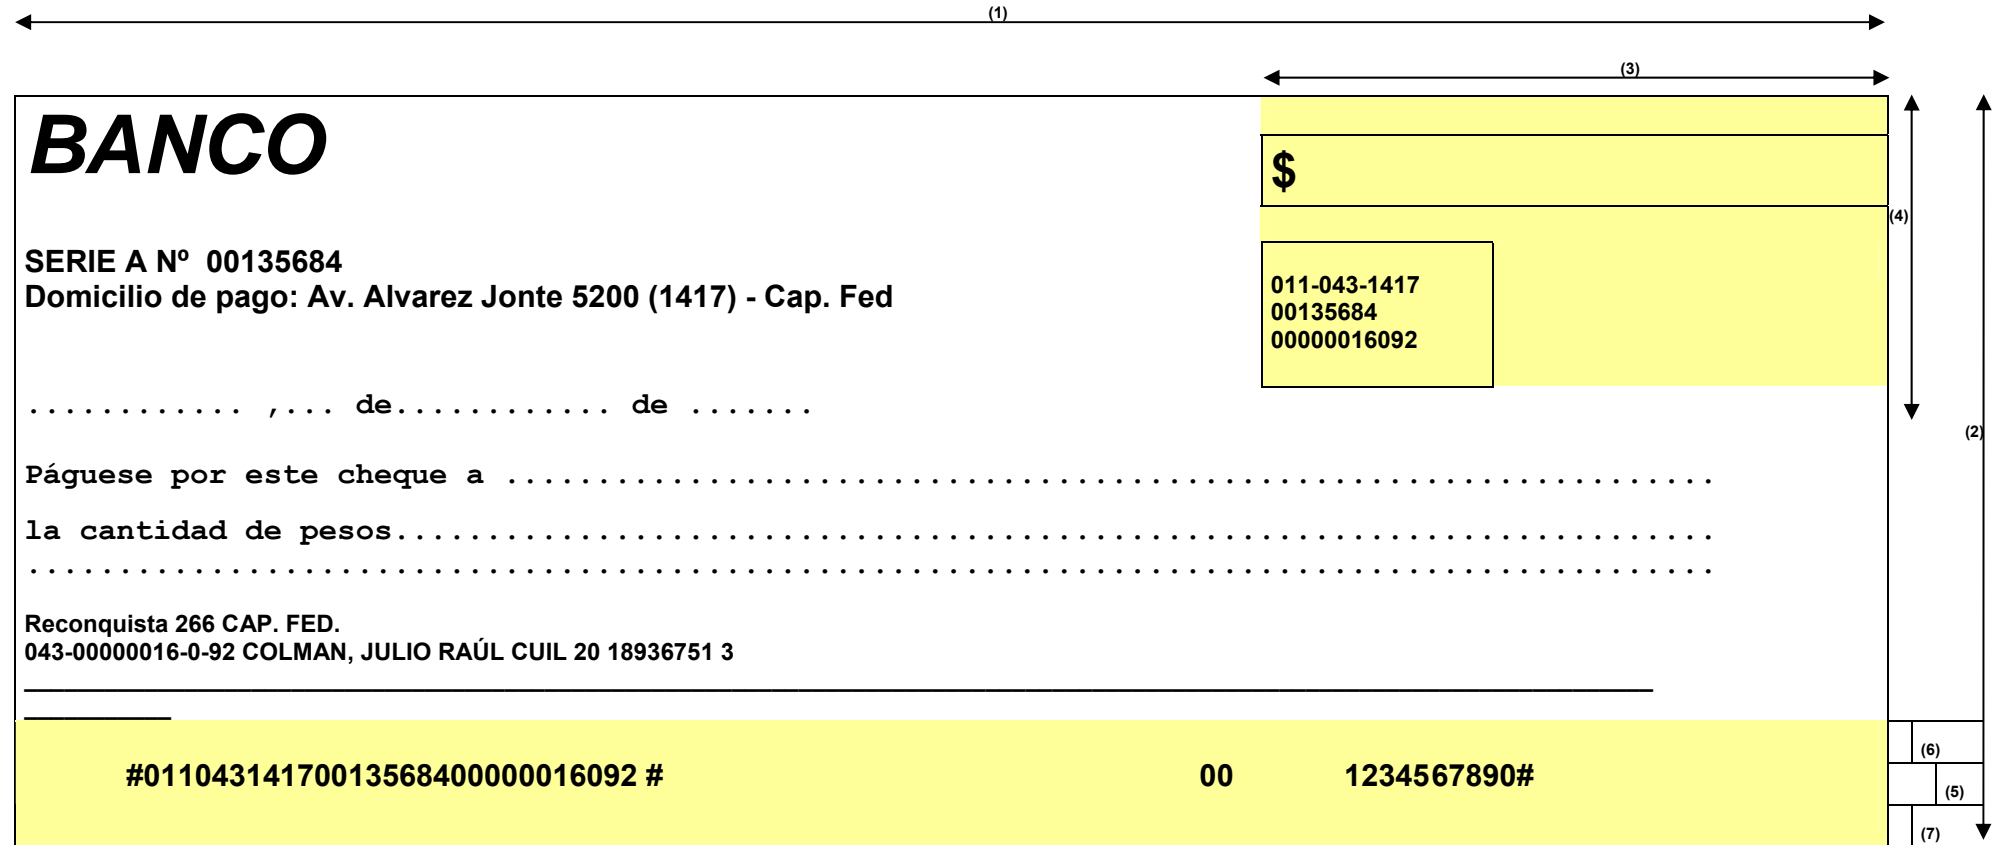 (1)
(3)
BANCO
$
(4)
SERIE A Nº 00135684
Domicilio de pago: Av. Alvarez Jonte 5200 (1417) - Cap. Fed
011-043-1417
00135684
00000016092
............ ,... de............ de .......
(2)
Páguese por este cheque a ..................................................................
la cantidad de pesos........................................................................
............................................................................................
Reconquista 266 CAP. FED.
043-00000016-0-92 COLMAN, JULIO RAÚL CUIL 20 18936751 3
(6)
#01104314170013568400000016092 # 00 1234567890#
(5)
(7)